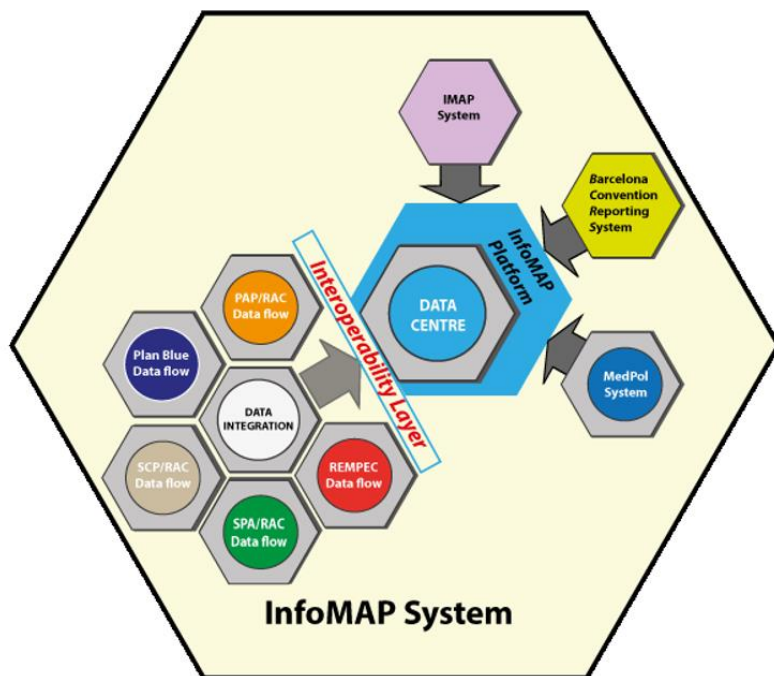 IMAP
System
Barcelona
Convention
Reporting
System
InfoMAP
Platform
Interoperability Layer
DATA
CENTRE
PAP/RAC
Data flow
Plan Blue
Data flow
DATA
INTEGRATION
MedPol
System
SCP/RAC
Data flow
REMPEC
Data flow
SPA/RAC
Data flow
InfoMAP System